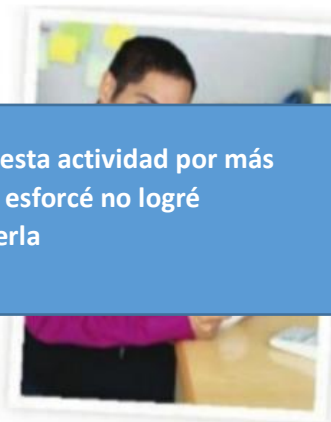 esta actividad por más
esforcé no logré
erla